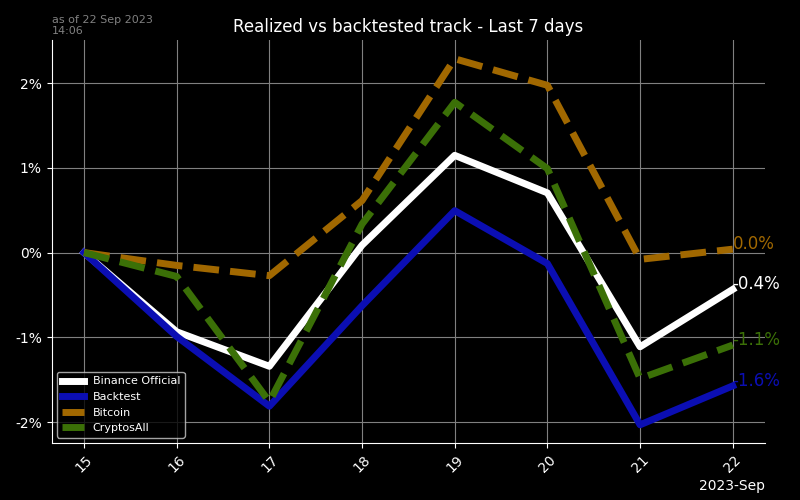 as of 22 Sep 2023
14:06
Realized vs backtested track - Last 7 days
2%
1%
0%
-1%
-2%
0.0%
-0.4%
-1.1%
-1.6%
Binance Official
Backtest
Bitcoin
CryptosAll
15
16
17
18
19
20
21
22
2023-Sep